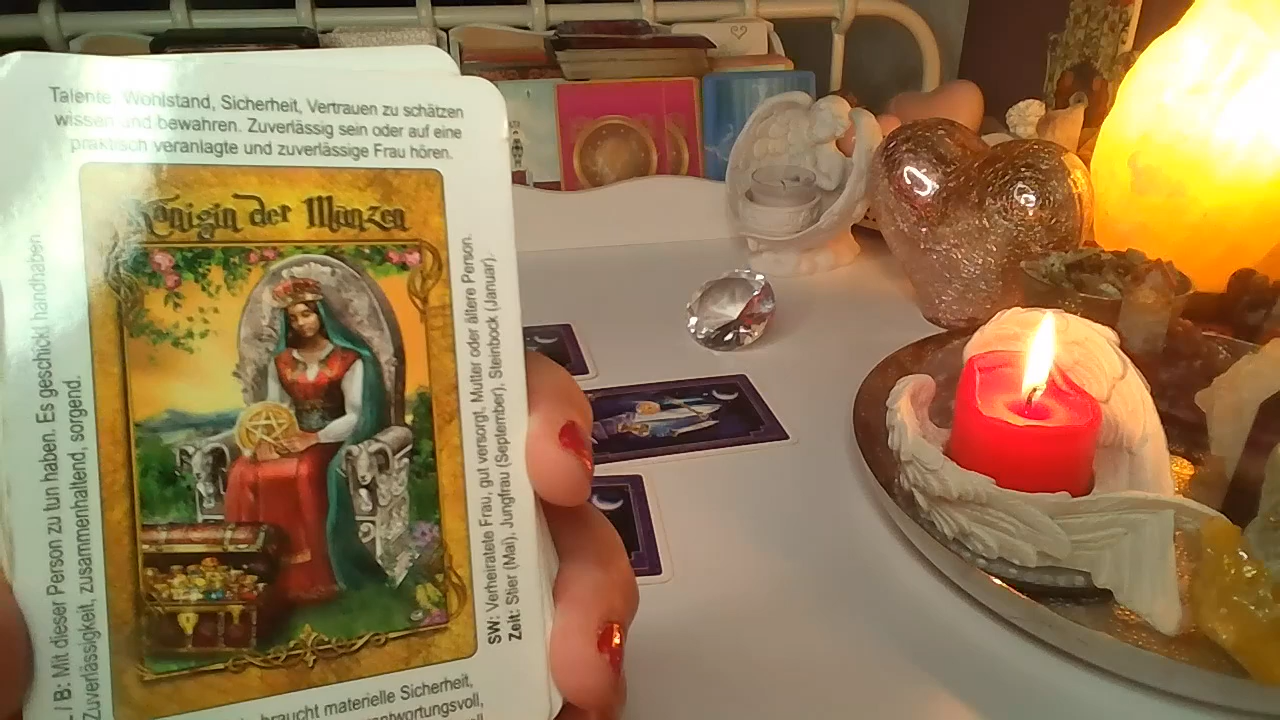 Talente, Wohlstand, Sicherheit, Vertrauen zu schätzen
wissen und bewahren. Zuverlässig sein oder auf eine
praktisch veranlagte und zuverlässige Frau hören.
Königin der Münzen
/ B: Mit dieser Person zu tun haben. Es geschickt handhaben.
Zuverlässigkeit, zusammenhaltend, sorgend.
SW: Verheiratete Frau, gut versorgt, Mutter oder ältere Person.
Zeit: Stier (Mai), Jungfrau (September), Steinbock (Januar).
braucht materielle Sicherheit,